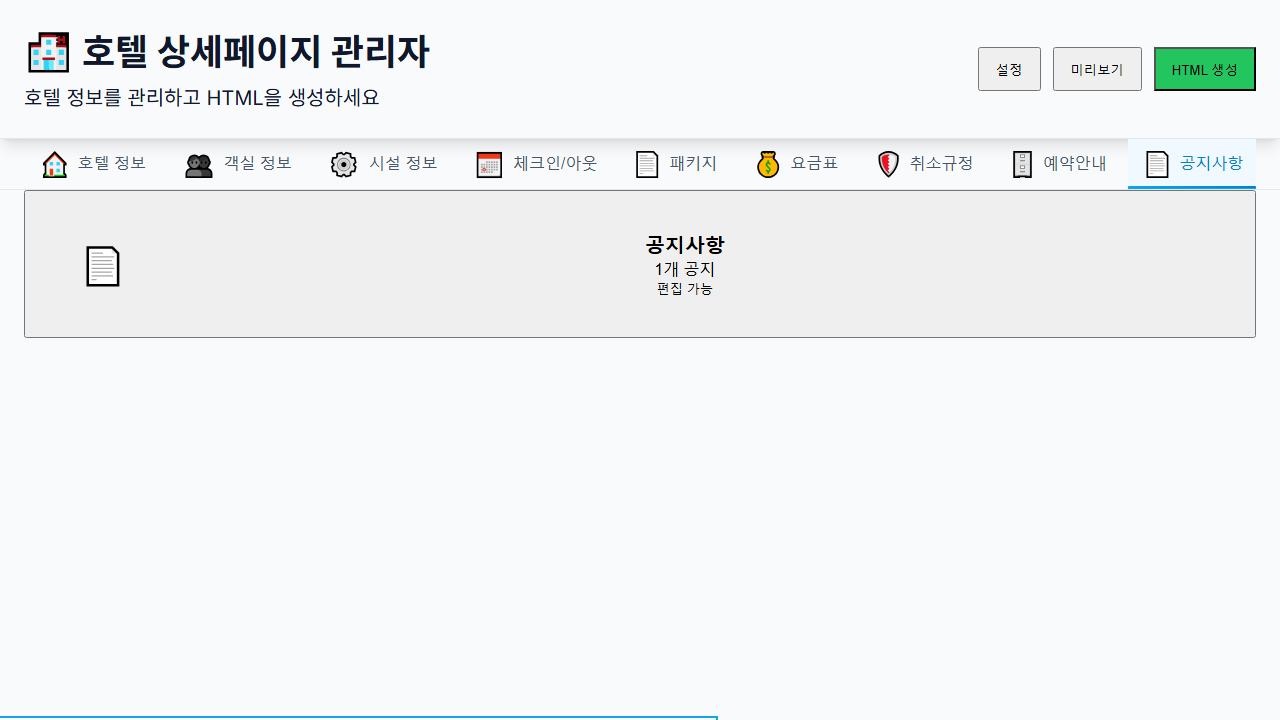 호텔 상세페이지 관리자
호텔 정보를 관리하고 HTML을 생성하세요
설정
미리보기
HTML 생성
호텔 정보
객실 정보
시설 정보
체크인/아웃
패키지
요금표
취소규정
예약안내
공지사항
공지사항
1개 공지
편집 가능